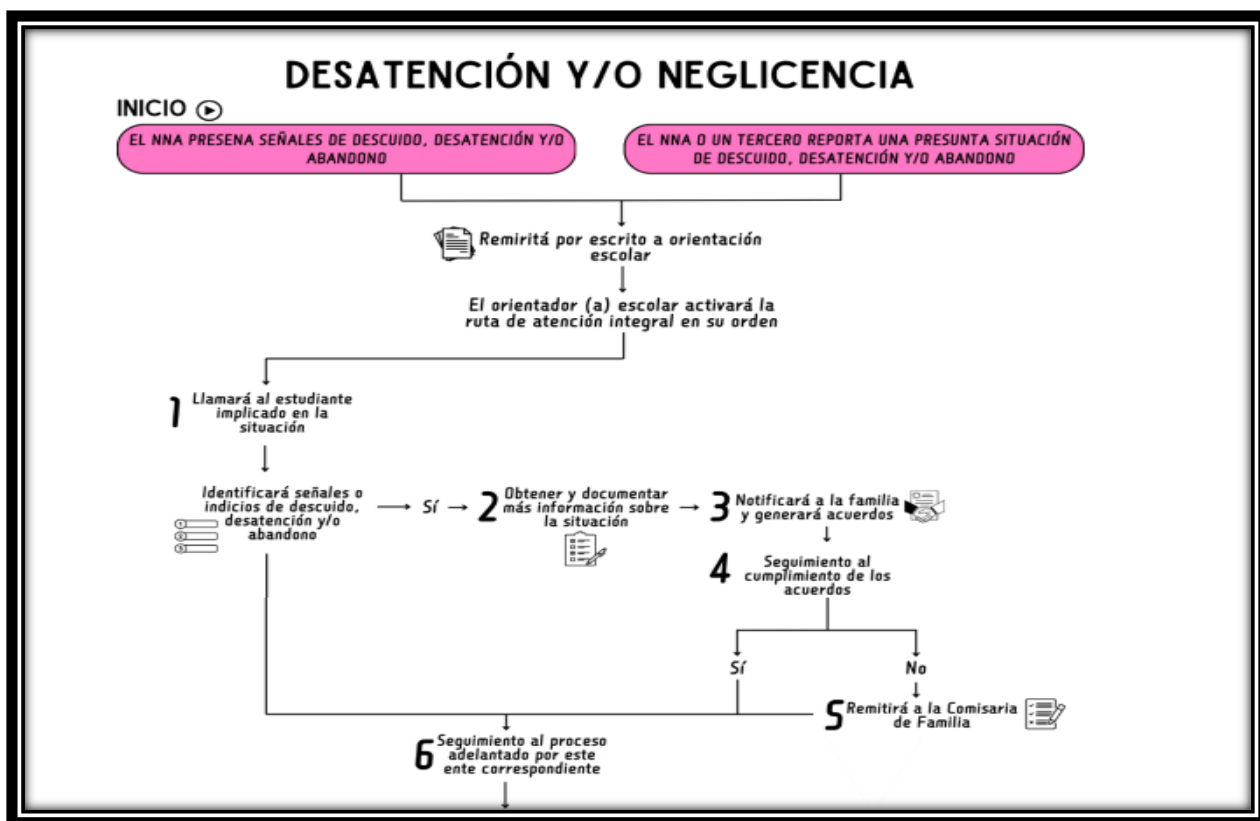 DESATENCIÓN Y/O NEGLICENCIA
INICIO
EL NNA PRESENA SEÑALES DE DESCUIDO, DESATENCIÓN Y/O
ABANDONO
EL NNA O UN TERCERO REPORTA UNA PRESUNTA SITUACIÓN
DE DESCUIDO, DESATENCIÓN Y/O ABANDONO
Remiritá por escrito a orientación
escolar
El orientador (a) escolar activará la
ruta de atención integral en su orden
1
Llamará al estudiante
implicado en la
situación
Identificará señales o
indicios de descuido,
desatención y/o
abandono
1
2
3
Sí
2
Obtener y documentar
más información sobre
la situación
3
Notificará a la familia
y generará acuerdos
4
Seguimiento al
cumplimiento de los
acuerdos
Sí
No
5
Remitirá a la Comisaria
de Familia
6
Seguimiento al proceso
adelantado por este
ente correspondiente